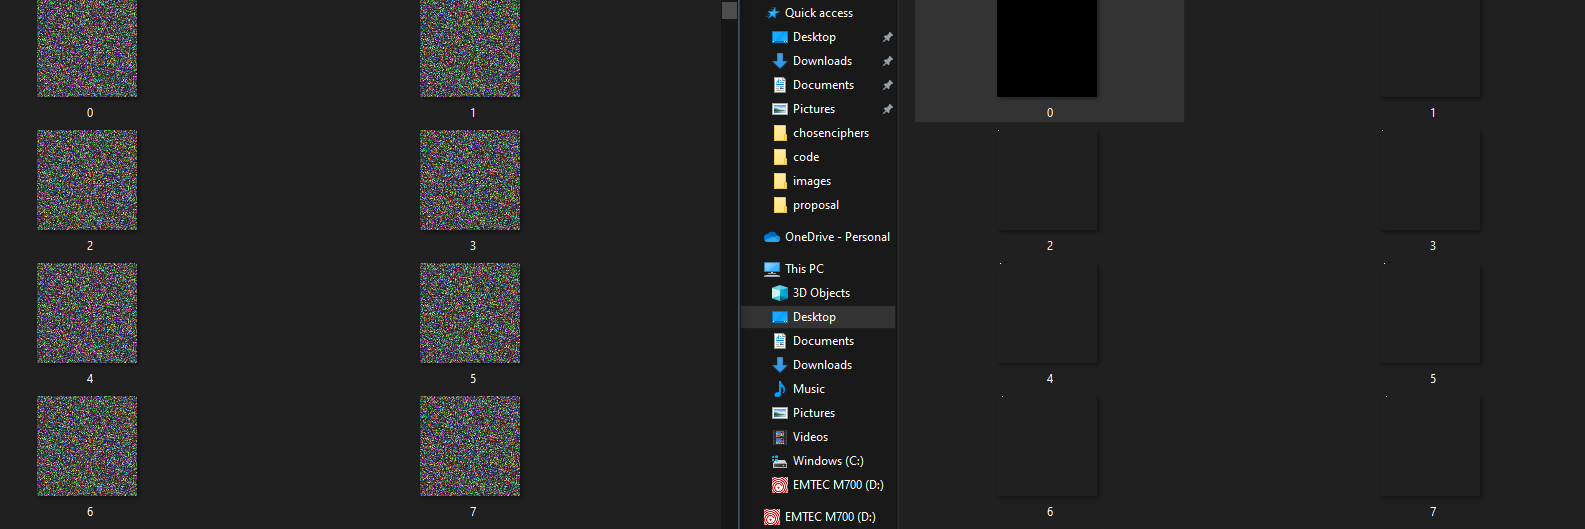 0
1
2
3
4
5
6
7
Quick access
Desktop
Downloads
Documents
Pictures
chosenciphers
code
images
proposal
OneDrive - Personal
This PC
3D Objects
Desktop
Documents
Downloads
Music
Pictures
Videos
Windows (C:)
EMTEC M700 (D:)
EMTEC M700 (D:)
0
1
2
3
4
5
6
7